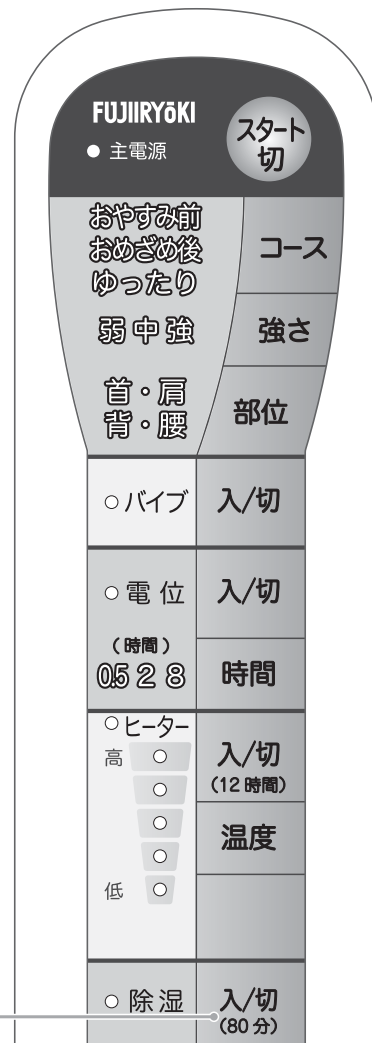 FUJIIRYōKI
スタート
切
主電源
おやすみ前
おめざめ後
ゆったり
コース
弱 中 強
強さ
首・肩
背・腰
部位
バイブ
入/切
電位
入/切
(時間)
0.5 2 8
時間
ヒーター
高
入/切
(12時間)
温度
低
除湿
入/切
(80分)